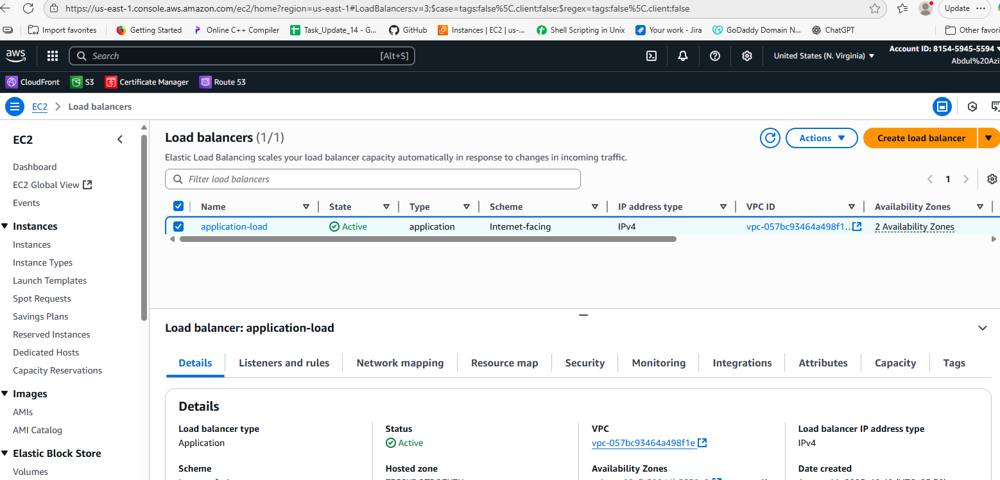 https://us-east-1.console.aws.amazon.com/ec2/home?region=us-east-1#LoadBalancers:v=3;$case=tags:false%5C,client:false;$regex=tags:false%5C,client:false
Update
Import favorites
Getting Started
Online C++ Compiler
Task_Update_14 - G...
GitHub
Instances | EC2 | us-...
Shell Scripting in Unix
Your work - Jira
GoDaddy Domain N...
ChatGPT
Other favori
aws
Search
[Alt+S]
United States (N. Virginia)
Account ID: 8154-5945-5594
Abdul%20Azi
CloudFront
S3
Certificate Manager
Route 53
EC2
Load balancers
EC2
Dashboard
EC2 Global View
Events
Instances
Instances
Instance Types
Launch Templates
Spot Requests
Savings Plans
Reserved Instances
Dedicated Hosts
Capacity Reservations
Images
AMIs
AMI Catalog
Elastic Block Store
Volumes
Load balancers (1/1)
Actions
Create load balancer
Elastic Load Balancing scales your load balancer capacity automatically in response to changes in incoming traffic.
Filter load balancers
1
Name State Type Scheme IP address type VPC ID Availability Zones
application-load Active application Internet-facing IPv4 vpc-057bc93464a498f1... 2 Availability Zones
Load balancer: application-load
Details Listeners and rules Network mapping Resource map Security Monitoring Integrations Attributes Capacity Tags
Details
Load balancer type
Application
Status
Active
VPC
vpc-057bc93464a498f1e
Load balancer IP address type
IPv4
Scheme
Hosted zone
Availability Zones
Date created